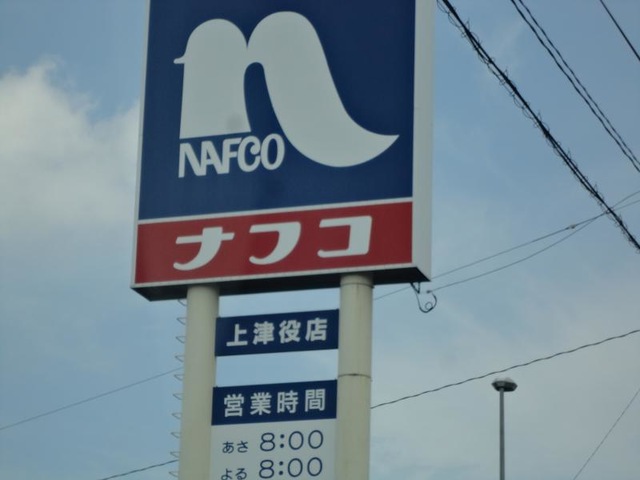 NAFCO
ナフコ
上津役店
営業時間
あさ 8:00
よる 8:00